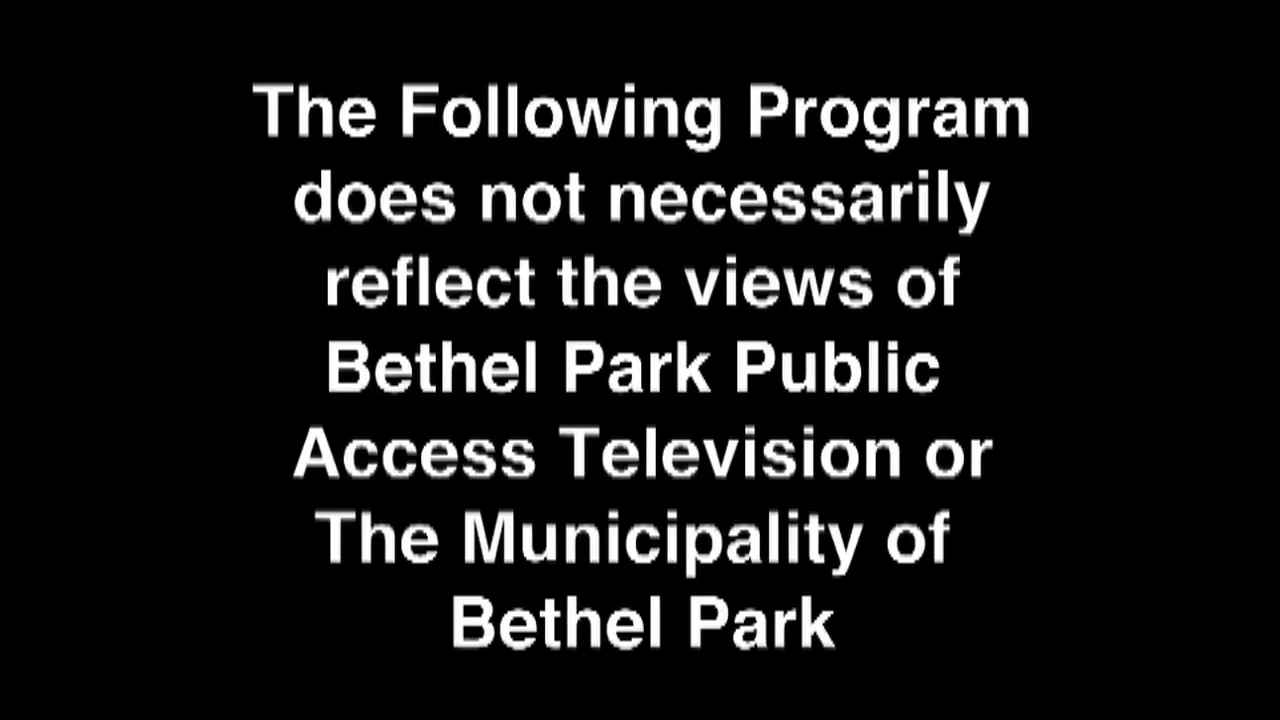 The Following Program
does not necessarily
reflect the views of
Bethel Park Public
Access Television or
The Municipality of
Bethel Park